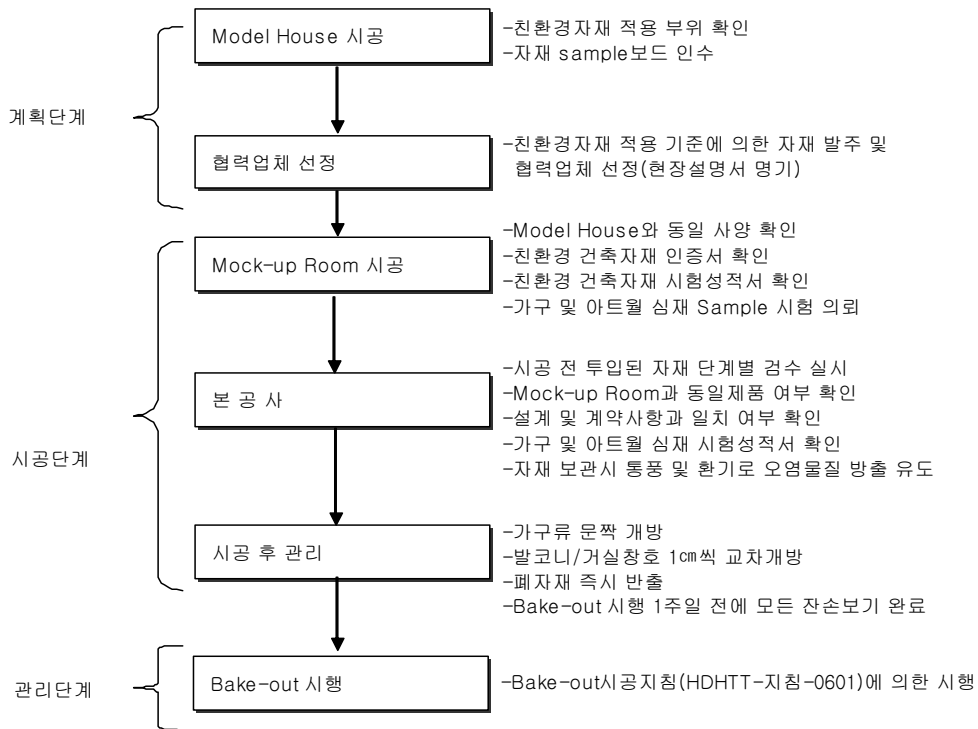 Model House 시공
-친환경자재 적용 부위 확인
-자재 sample보드 인수
계획단계
협력업체 선정
-친환경자재 적용 기준에 의한 자재 발주 및
협력업체 선정(현장설명서 명기)
Mock-up Room 시공
-Model House와 동일 사양 확인
-친환경 건축자재 인증서 확인
-친환경 건축자재 시험성적서 확인
-가구 및 아트월 심재 Sample 시험 의뢰
시공단계
본 공 사
-시공 전 투입된 자재 단계별 검수 실시
-Mock-up Room과 동일제품 여부 확인
-설계 및 계약사항과 일치 여부 확인
-가구 및 아트월 심재 시험성적서 확인
-자재 보관시 통풍 및 환기로 오염물질 방출 유도
시공 후 관리
-가구류 문짝 개방
-발코니/거실창호 1㎝씩 교차개방
-폐자재 즉시 반출
-Bake-out 시행 1주일 전에 모든 잔손보기 완료
관리단계
Bake-out 시행
-Bake-out시공지침(HDHTT-지침-0601)에 의한 시행